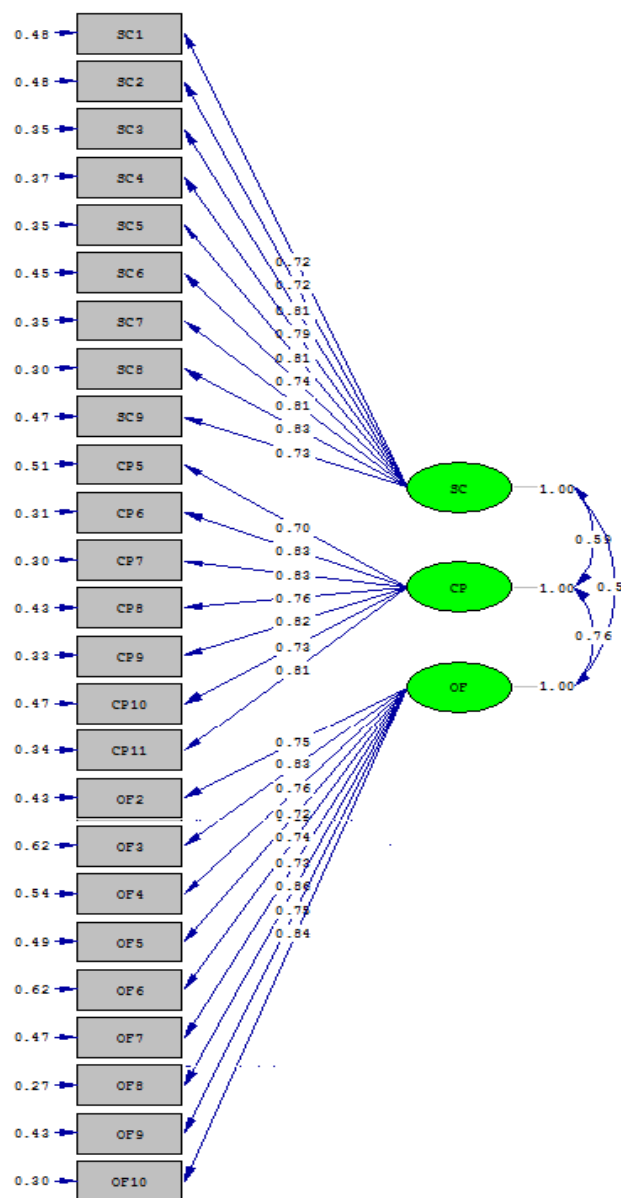 0.48 SC1
0.48 SC2
0.35 SC3
0.37 SC4
0.35 SC5
0.45 SC6
0.35 SC7
0.30 SC8
0.47 SC9
0.51 CP5
0.31 CP6
0.30 CP7
0.43 CP8
0.33 CP9
0.47 CP10
0.34 CP11
0.43 OF2
0.62 OF3
0.54 OF4
0.49 OF5
0.62 OF6
0.47 OF7
0.27 OF8
0.43 OF9
0.30 OF10
0.72
0.72
0.81
0.79
0.81
0.74
0.81
0.83
0.73
0.70
0.83
0.83
0.76
0.82
0.73
0.81
0.75
0.83
0.76
0.72
0.74
0.73
0.86
0.75
0.84
SC 1.00
CP 1.00
OF 1.00
0.59
0.76